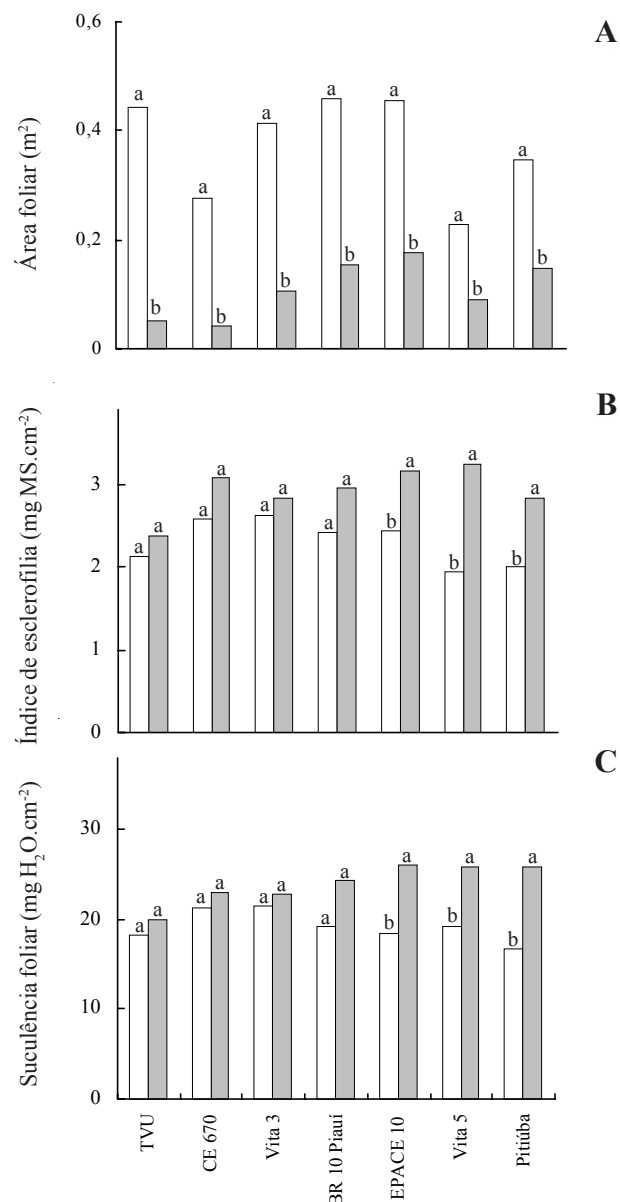 A
Área foliar (m²)
0,6
0,4
0,2
0
a b a b a b a b a b a b a b
B
Índice de esclerofilia (mg MS.cm⁻²)
3
2
1
0
a a a a a a a a b a b a b a
C
Suculência foliar (mg H₂O.cm⁻²)
30
20
10
0
a a a a a a a a b a b a b a
TVU
CE 670
Vita 3
BR 10 Piauí
EPACE 10
Vita 5
Pitiúba